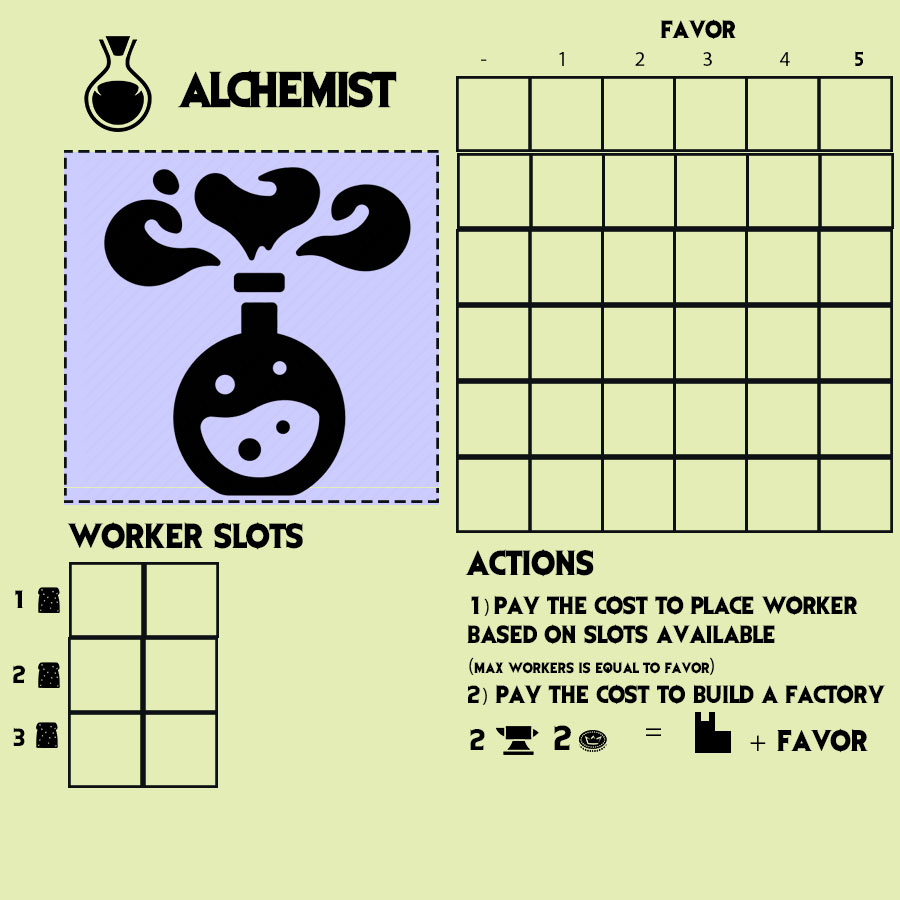 FAVOR
- 1 2 3 4 5
ALCHEMIST
WORKER SLOTS
1
2
3
ACTIONS
1) PAY THE COST TO PLACE WORKER
BASED ON SLOTS AVAILABLE
(MAX WORKERS IS EQUAL TO FAVOR)
2) PAY THE COST TO BUILD A FACTORY
2 2 = + FAVOR